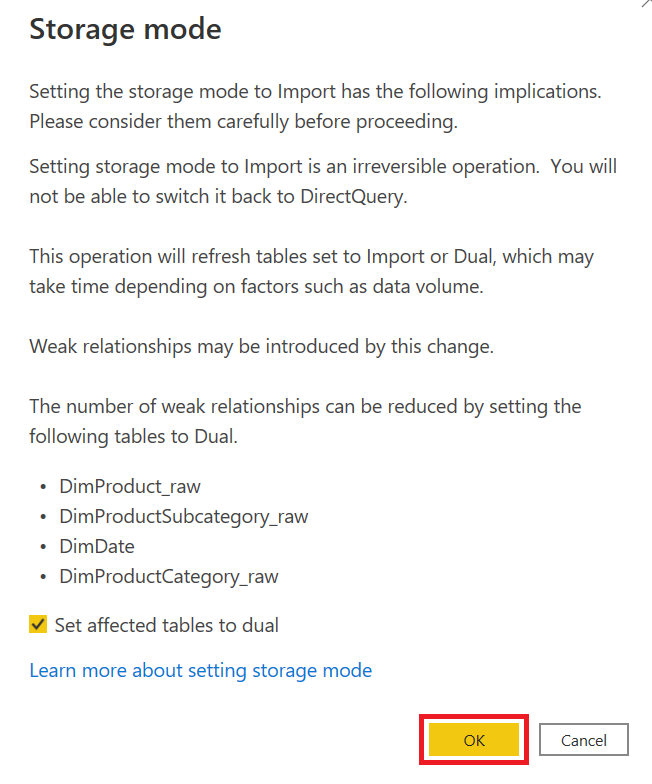 Storage mode
Setting the storage mode to Import has the following implications.
Please consider them carefully before proceeding.
Setting storage mode to Import is an irreversible operation.  You will
not be able to switch it back to DirectQuery.
This operation will refresh tables set to Import or Dual, which may
take time depending on factors such as data volume.
Weak relationships may be introduced by this change.
The number of weak relationships can be reduced by setting the
following tables to Dual.
• DimProduct_raw
• DimProductSubcategory_raw
• DimDate
• DimProductCategory_raw
Set affected tables to dual
Learn more about setting storage mode
OK Cancel